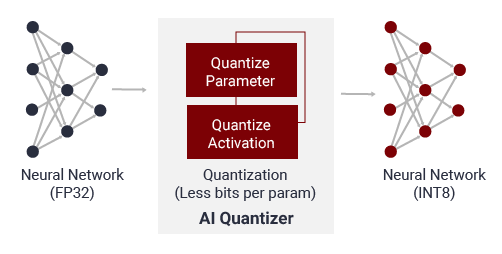 Quantize
Parameter
Quantize
Activation
Neural Network
(FP32)
Quantization
(Less bits per param)
AI Quantizer
Neural Network
(INT8)